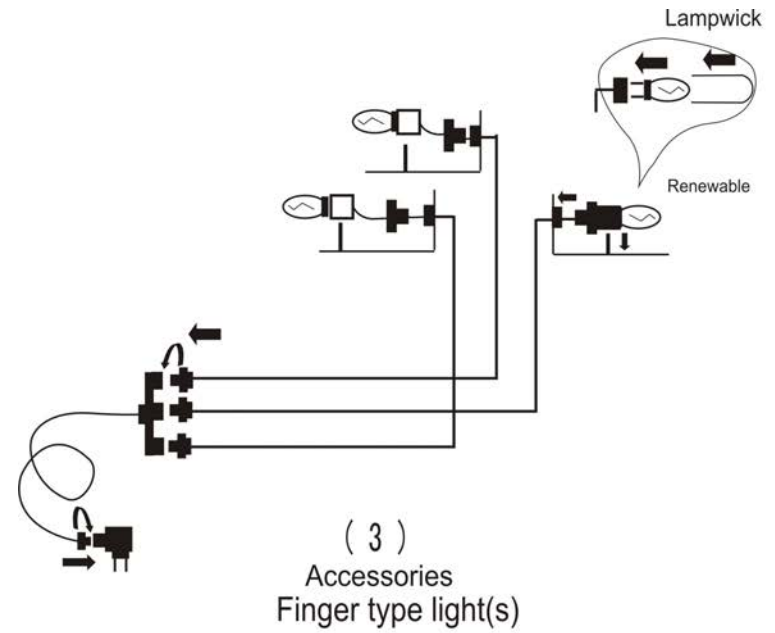 Lampwick
Renewable
( 3 )
Accessories
Finger type light(s)